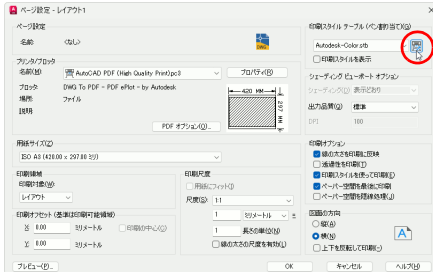 ページ設定 - レイアウト1
ページ設定
名前 <なし>
DWG
プリンタ/プロッタ
名前(M): AutoCAD PDF (High Quality Print).pc3
プロパティ(R)
プロッタ: DWG To PDF - PDF ePlot - by Autodesk
場所: ファイル
説明:
420 MM
297 MM
PDF オプション(O)...
用紙サイズ(Z)
ISO A3 (420.00 x 297.00 ミリ)
印刷領域
印刷対象(W):
レイアウト
印刷オフセット (基準は印刷可能領域)
X: 0.00 ミリメートル
印刷の中心(C)
Y: 0.00 ミリメートル
印刷尺度
用紙にフィット(I)
尺度(S): 1:1
1 ミリメートル =
1 長さの単位(N)
線の太さの尺度を有効(L)
印刷スタイル テーブル (ペン割り当て)(G)
Autodesk-Color.stb
印刷スタイルを表示
シェーディング ビューポート オプション
シェーディング(D) 表示どおり
出力品質(Q) 標準
DPI 100
印刷オプション
線の太さを印刷に反映
透過性を印刷(T)
印刷スタイルを使って印刷(E)
ペーパー空間を最後に印刷
ペーパー空間を隠線処理(J)
図面の方向
縦(A)
横(N)
上下を反転して印刷(-)
A
プレビュー(P)...
OK
キャンセル
ヘルプ(H)